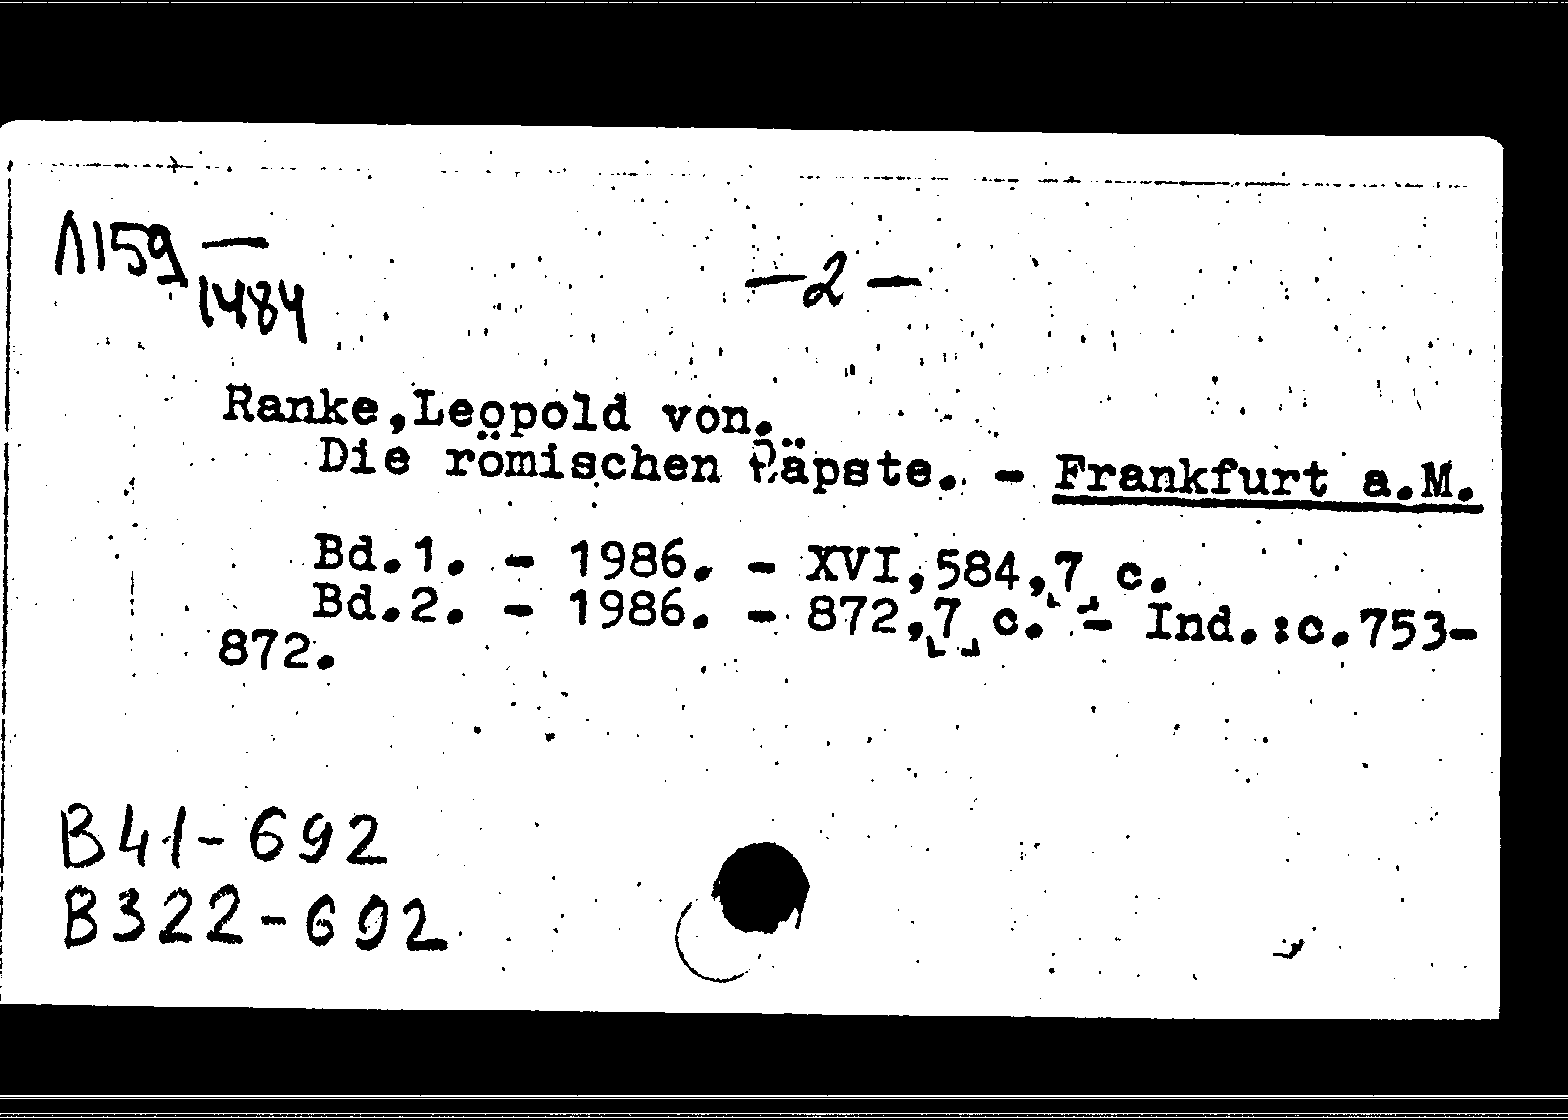 Л159 —
1484
— 2 —
Ranke,Leopold von.
Die römischen Päpste. - Frankfurt a.M.
Bd.1. - 1986. - XVI,584,7 c.
Bd.2. - 1986. - 872,7 c. - Ind.:c.753-
872.
B41-692
B322-692